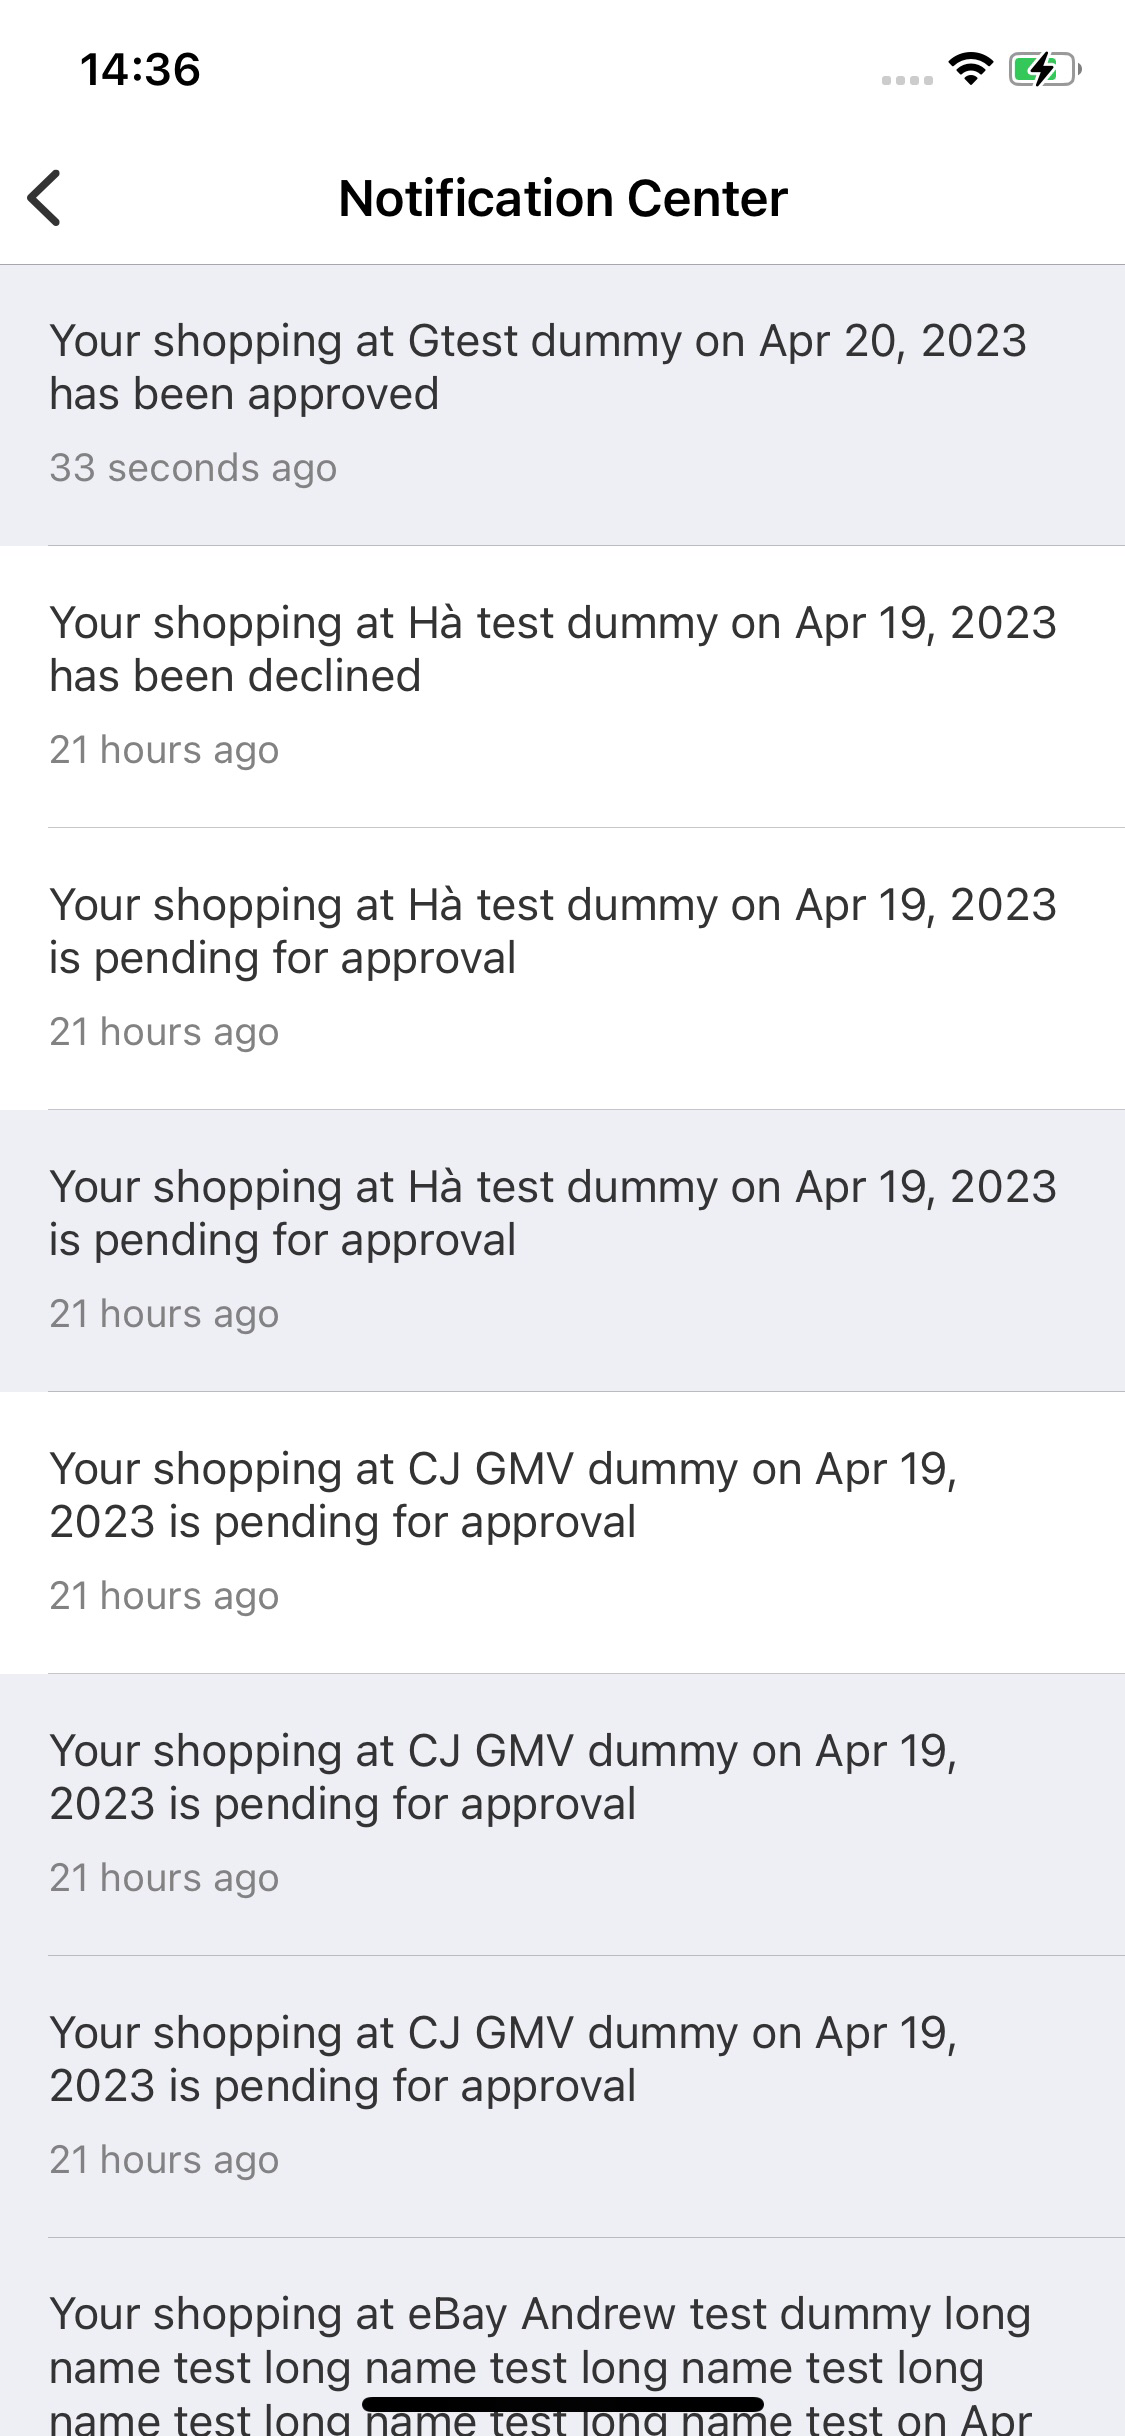 14:36
Notification Center
Your shopping at Gtest dummy on Apr 20, 2023
has been approved
33 seconds ago
Your shopping at Hà test dummy on Apr 19, 2023
has been declined
21 hours ago
Your shopping at Hà test dummy on Apr 19, 2023
is pending for approval
21 hours ago
Your shopping at Hà test dummy on Apr 19, 2023
is pending for approval
21 hours ago
Your shopping at CJ GMV dummy on Apr 19,
2023 is pending for approval
21 hours ago
Your shopping at CJ GMV dummy on Apr 19,
2023 is pending for approval
21 hours ago
Your shopping at CJ GMV dummy on Apr 19,
2023 is pending for approval
21 hours ago
Your shopping at eBay Andrew test dummy long
name test long name test long name test long
name test long name test long name test on Apr